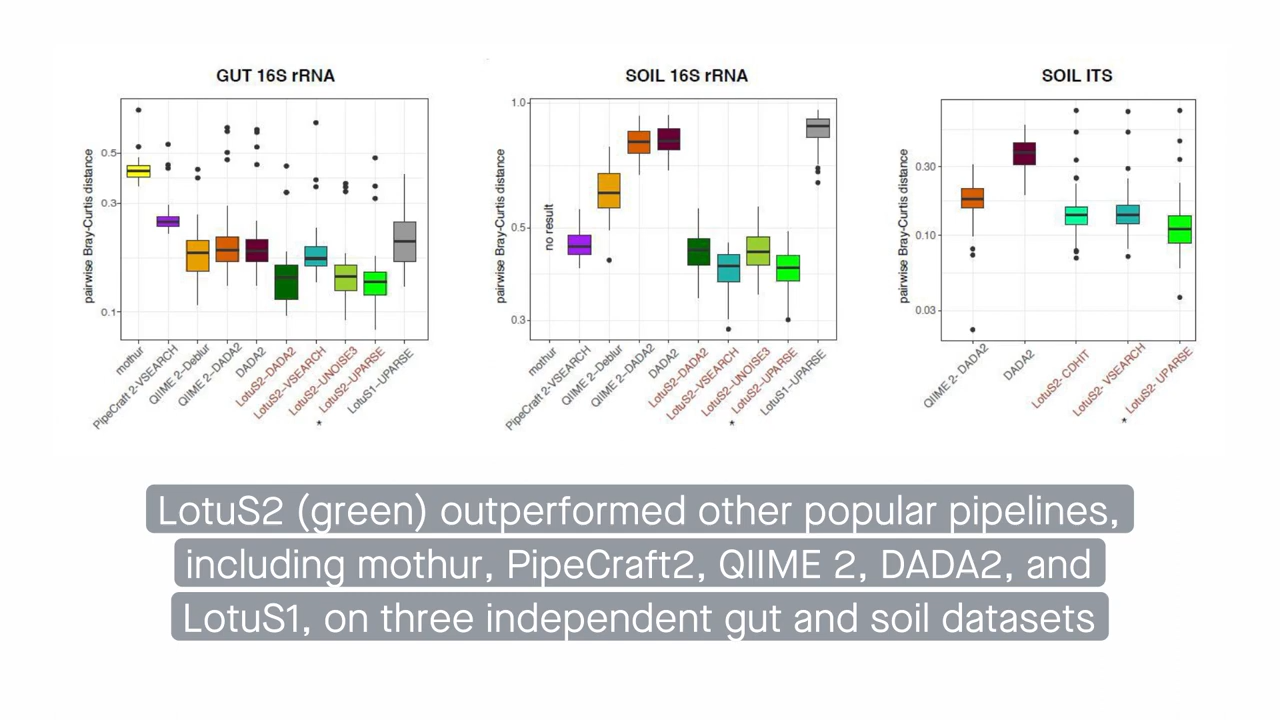 GUT 16S rRNA
pairwise Bray-Curtis distance
0.5
0.3
0.1
mothur
PipeCraft 2-VSEARCH
QIIME 2-Deblur
QIIME 2-DADA2
DADA2
LotuS2-DADA2
LotuS2-VSEARCH
LotuS2-UNOISE3
* LotuS2-UPARSE
LotuS1-UPARSE
SOIL 16S rRNA
pairwise Bray-Curtis distance
1.0
0.5
0.3
no result
mothur
PipeCraft 2-VSEARCH
QIIME 2-Deblur
QIIME 2-DADA2
DADA2
LotuS2-DADA2
LotuS2-VSEARCH
LotuS2-UNOISE3
* LotuS2-UPARSE
LotuS1-UPARSE
SOIL ITS
pairwise Bray-Curtis distance
0.30
0.10
0.03
QIIME 2- DADA2
DADA2
LotuS2- CDHIT
LotuS2- VSEARCH
* LotuS2- UPARSE
LotuS2 (green) outperformed other popular pipelines,
including mothur, PipeCraft2, QIIME 2, DADA2, and
LotuS1, on three independent gut and soil datasets